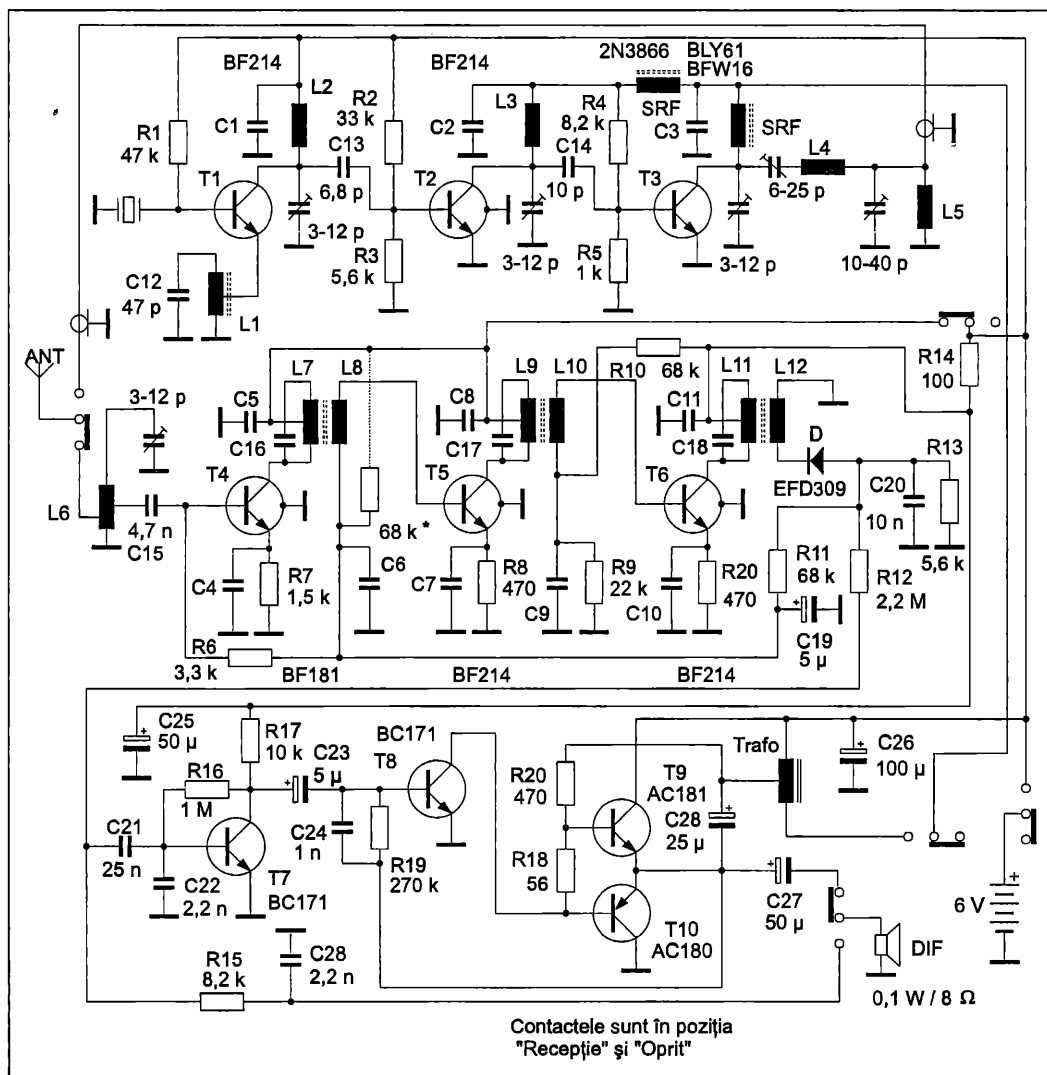 2N3866 BLY61
BFW16
BF214
BF214
L2
R2
33 k
L3
R4
8,2 k
SRF
C3
SRF
R1
47 k
C1
C13
6,8 p
C2
C14
10 p
L4
6-25 p
T1
T2
T3
L5
3-12 p
R3
5,6 k
3-12 p
R5
1 k
3-12 p
10-40 p
C12
47 p
L1
ANT
3-12 p
C5
L7
L8
C8
L9
L10
R10
68 k
C11
L11
L12
R14
100
C16
C17
C18
T4
T5
T6
D
EFD309
R13
C20
10 n
L6
4,7 n
C15
68 k*
C4
R7
1,5 k
C6
C7
R8
470
C9
R9
22 k
C10
R20
470
R11
68 k
R12
2,2 M
5,6 k
C19
5 µ
R6
3,3 k
BF181
BF214
BF214
C25
50 µ
R17
10 k
C23
5 µ
BC171
T8
Trafo
C26
100 µ
R16
1 M
R20
470
T9
AC181
C28
25 µ
C21
25 n
C24
1 n
R19
270 k
R18
56
C22
2,2 n
T7
BC171
C27
50 µ
6 V
T10
AC180
DIF
C28
2,2 n
R15
8,2 k
0,1 W / 8 Ω
Contactele sunt în poziția
"Recepție" şi "Oprit"